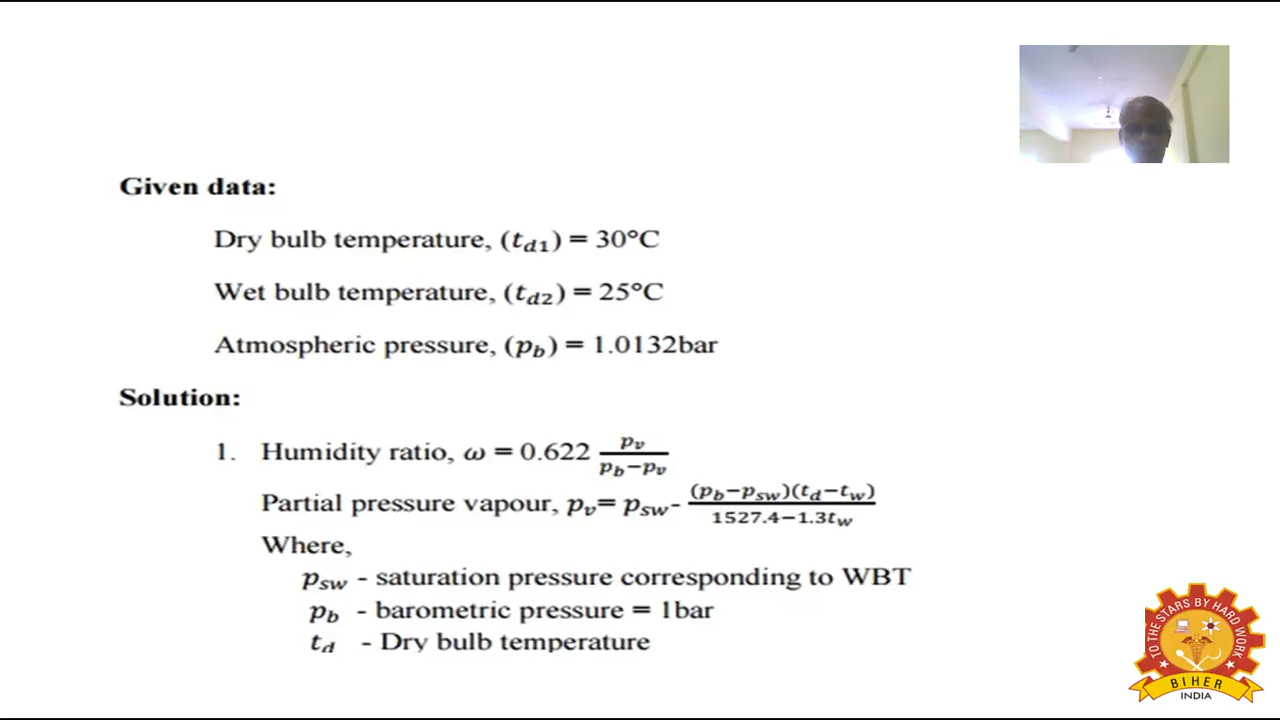 Given data:
Dry bulb temperature, (t_d1) = 30°C
Wet bulb temperature, (t_d2) = 25°C
Atmospheric pressure, (p_b) = 1.0132bar
Solution:
1. Humidity ratio, ω = 0.622 p_v / (p_b−p_v)
Partial pressure vapour, p_v= p_sw- (p_b−p_sw)(t_d−t_w) / (1527.4−1.3t_w)
Where,
p_sw - saturation pressure corresponding to WBT
p_b - barometric pressure = 1bar
t_d - Dry bulb temperature
TO THE STARS BY HARD WORK
BIHER
INDIA